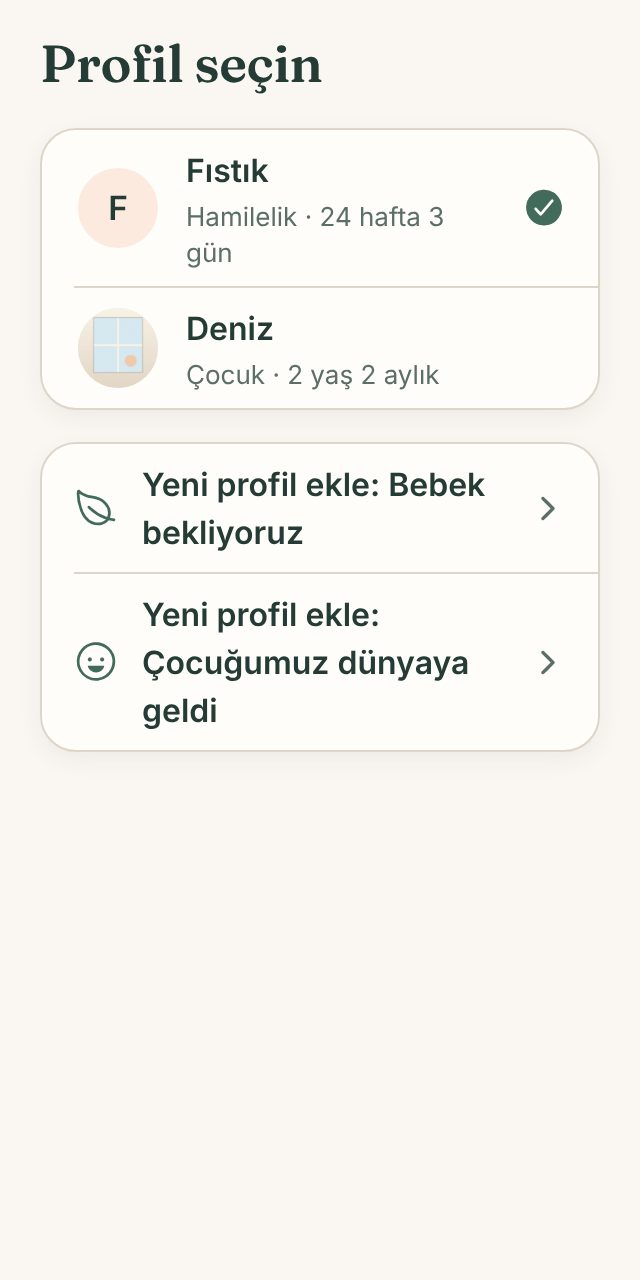 Profil seçin
F
Fıstık
Hamilelik · 24 hafta 3
gün
Deniz
Çocuk · 2 yaş 2 aylık
Yeni profil ekle: Bebek
bekliyoruz
Yeni profil ekle:
Çocuğumuz dünyaya
geldi